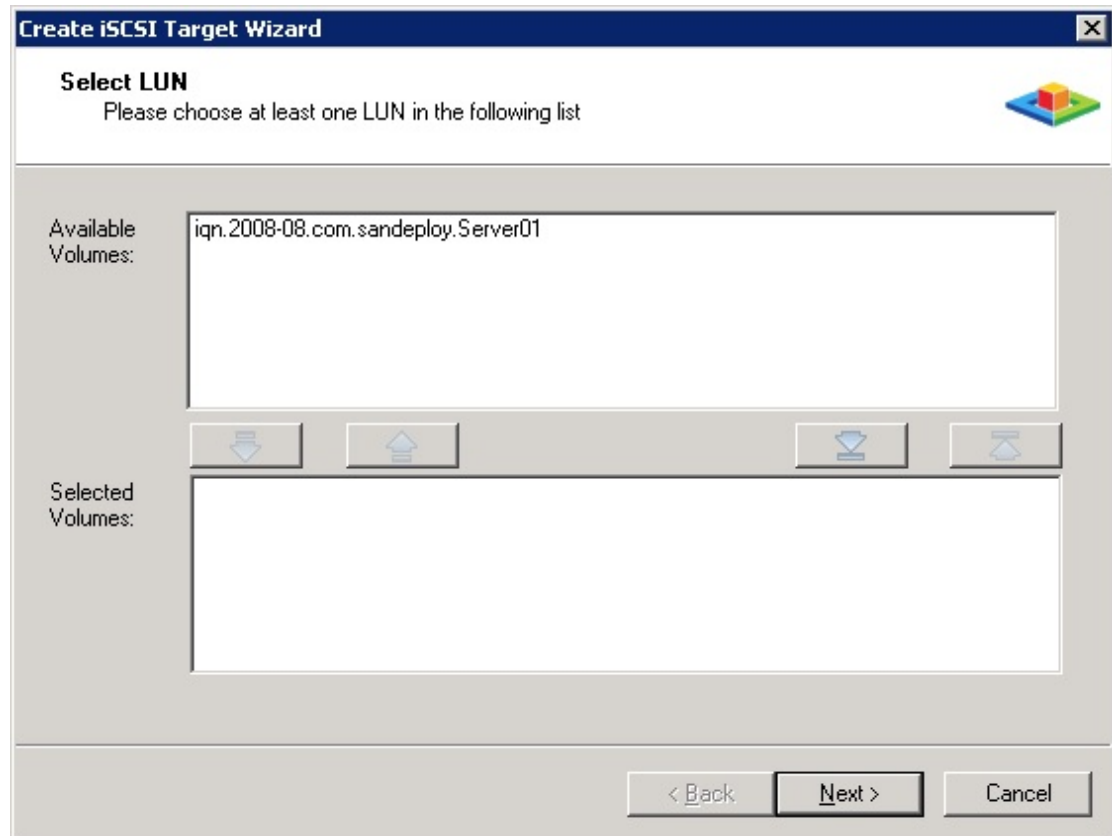 Create iSCSI Target Wizard
Select LUN
Please choose at least one LUN in the following list
Available
Volumes:
iqn.2008-08.com.sandeploy.Server01
Selected
Volumes:
< Back
Next >
Cancel